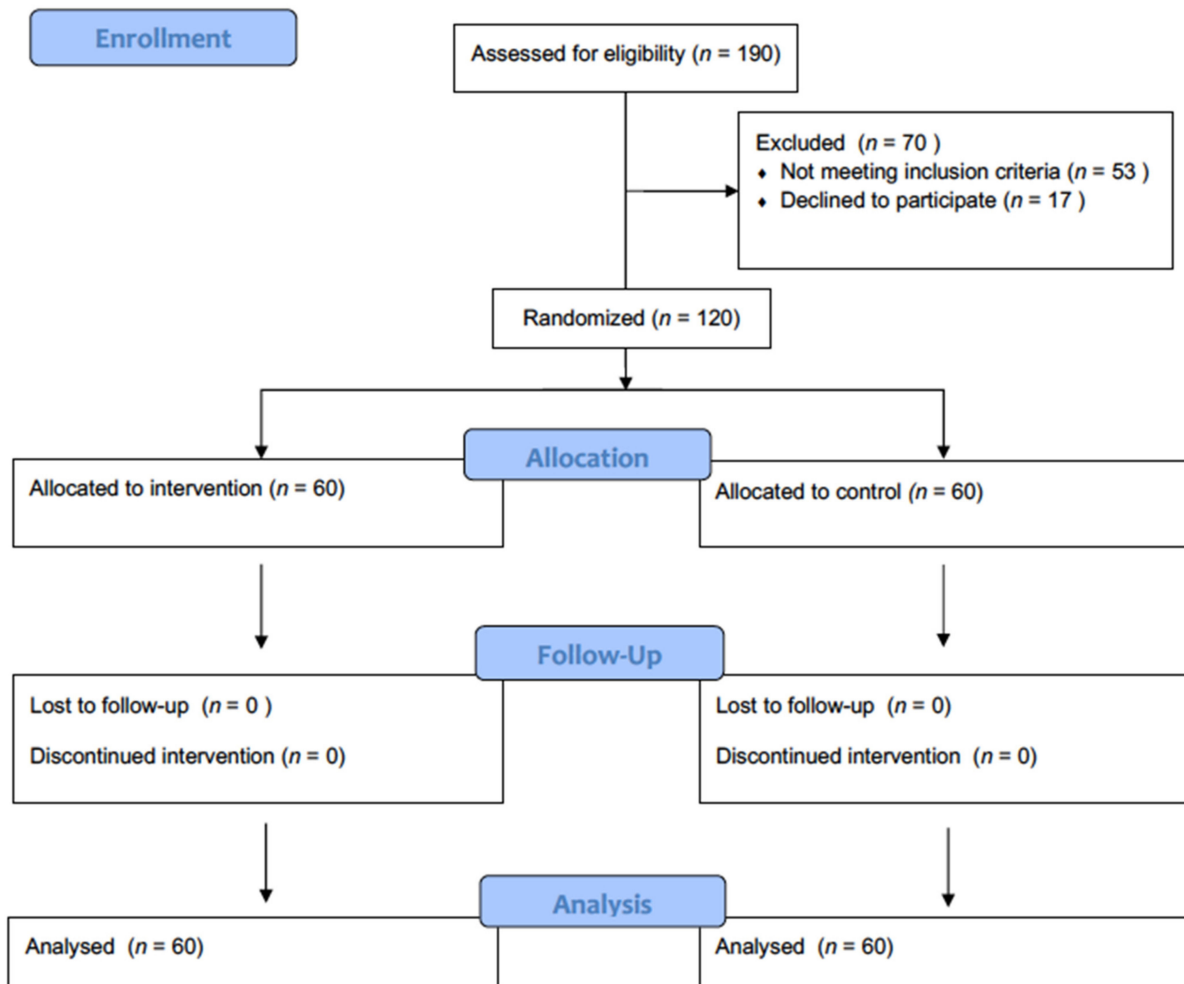 Enrollment
Assessed for eligibility (n = 190)
Excluded (n = 70 )
♦ Not meeting inclusion criteria (n = 53 )
♦ Declined to participate (n = 17 )
Randomized (n = 120)
Allocation
Allocated to intervention (n = 60)
Allocated to control (n = 60)
Follow-Up
Lost to follow-up (n = 0 )
Discontinued intervention (n = 0)
Lost to follow-up (n = 0)
Discontinued intervention (n = 0)
Analysis
Analysed (n = 60)
Analysed (n = 60)